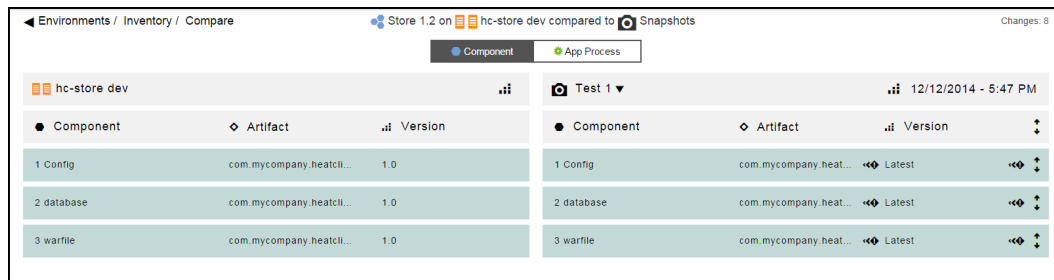 Environments / Inventory / Compare
Store 1.2 on hc-store dev compared to Snapshots
Changes: 8
Component
App Process
hc-store dev
Test 1
12/12/2014 - 5:47 PM
Component Artifact Version
Component Artifact Version
1 Config com.mycompany.heatcli... 1.0
1 Config com.mycompany.heat... Latest
2 database com.mycompany.heatcli... 1.0
2 database com.mycompany.heat... Latest
3 warfile com.mycompany.heatcli... 1.0
3 warfile com.mycompany.heat... Latest